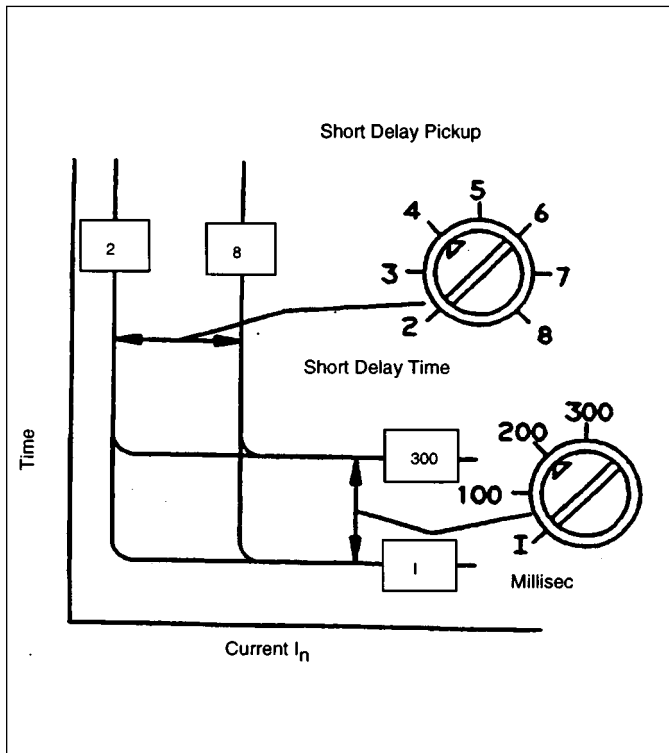 Short Delay Pickup
5
4 6
2 8
3 7
2 8
Short Delay Time
300
200
300
100
I
I
Millisec
Time
Current In